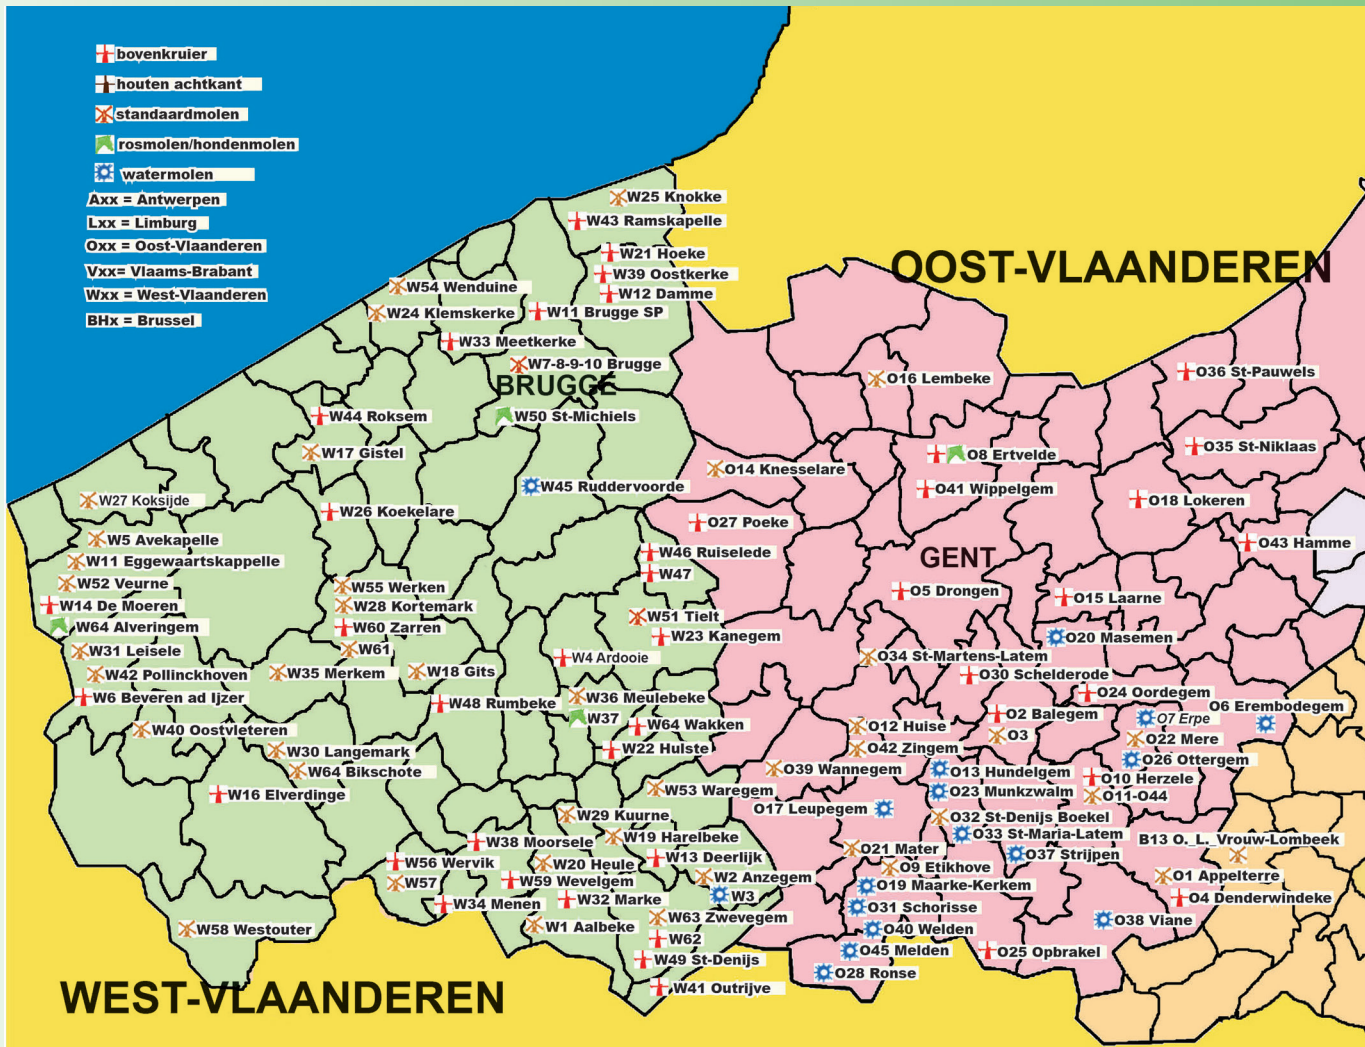 bovenkruier
houten achtkant
standaardmolen
rosmolen/hondenmolen
watermolen
Axx = Antwerpen
Lxx = Limburg
Oxx = Oost-Vlaanderen
Vxx= Vlaams-Brabant
Wxx = West-Vlaanderen
BHx = Brussel
W25 Knokke
W43 Ramskapelle
W21 Hoeke
W39 Oostkerke
W12 Damme
W54 Wenduine
W24 Klemskerke
W11 Brugge SP
W33 Meetkerke
W7-8-9-10 Brugge
BRUGGE
W50 St-Michiels
W44 Roksem
W17 Gistel
W45 Ruddervoorde
W27 Koksijde
W26 Koekelare
W5 Avekapelle
W11 Eggewaartskappelle
W52 Veurne
W14 De Moeren
W64 Alveringem
W31 Leisele
W42 Pollinckhoven
W6 Beveren ad Ijzer
W40 Oostvleteren
W55 Werken
W28 Kortemark
W60 Zarren
W61
W35 Merkem
W18 Gits
W48 Rumbeke
W46 Ruiselede
W47
W51 Tielt
W23 Kanegem
W4 Ardooie
W36 Meulebeke
W37
W64 Wakken
W22 Hulste
W30 Langemark
W64 Bikschote
W16 Elverdinge
W53 Waregem
W29 Kuurne
W19 Harelbeke
W38 Moorsele
W13 Deerlijk
W56 Wervik
W20 Heule
W57
W59 Wevelgem
W2 Anzegem
W3
W34 Menen
W32 Marke
W63 Zwevegem
W1 Aalbeke
W62
W58 Westouter
W49 St-Denijs
W41 Outrijve
WEST-VLAANDEREN
OOST-VLAANDEREN
O16 Lembeke
O36 St-Pauwels
O8 Ertvelde
O35 St-Niklaas
O14 Knesselare
O41 Wippelgem
O18 Lokeren
O27 Poeke
O43 Hamme
GENT
O5 Drongen
O15 Laarne
O20 Masemen
O34 St-Martens-Latem
O30 Schelderode
O24 Oordegem
O6 Erembodegem
O2 Balegem
O7 Erpe
O12 Huise
O3
O22 Mere
O42 Zingem
O26 Ottergem
O39 Wannegem
O13 Hundelgem
O10 Herzele
O23 Munkzwalm
O11-O44
O17 Leupegem
O32 St-Denijs Boekel
O33 St-Maria-Latem
B13 O._L._Vrouw-Lombeek
O21 Mater
O37 Strijpen
O9 Etikhove
O1 Appelterre
O19 Maarke-Kerkem
O4 Denderwindeke
O31 Schorisse
O38 Viane
O40 Welden
O45 Melden
O25 Opbrakel
O28 Ronse